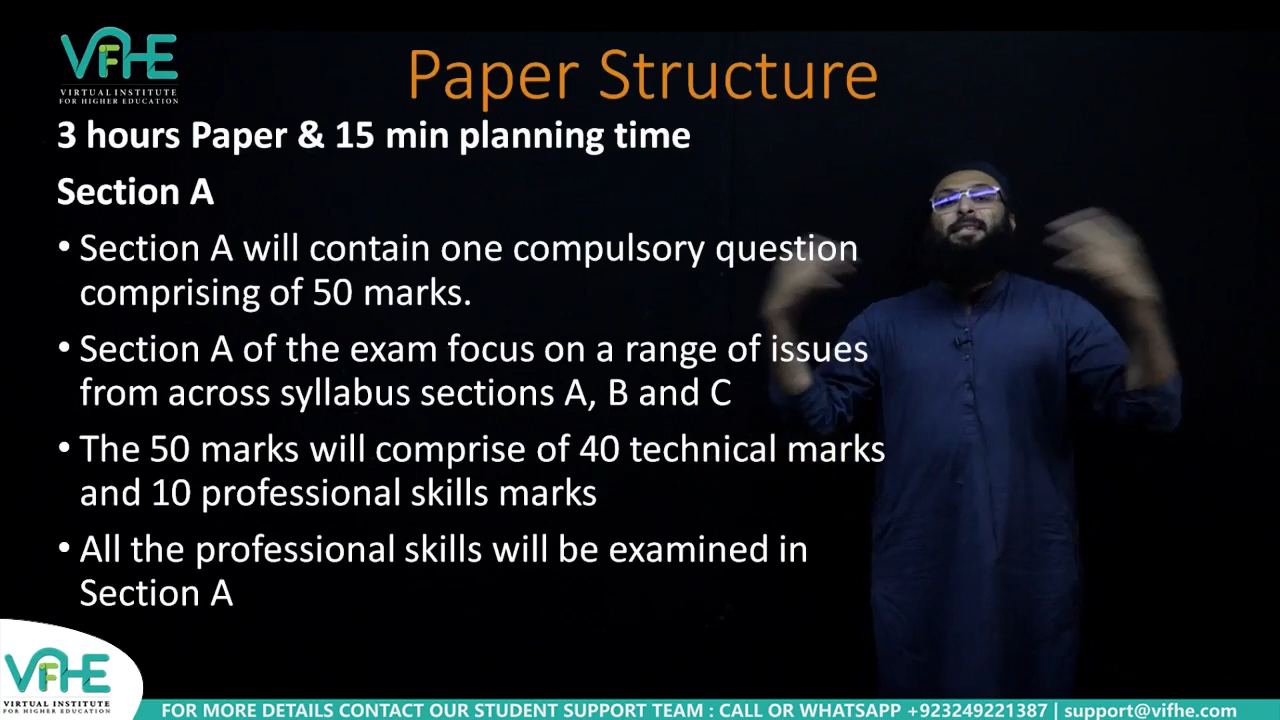 VFHE
VIRTUAL INSTITUTE
FOR HIGHER EDUCATION
Paper Structure
3 hours Paper & 15 min planning time
Section A
• Section A will contain one compulsory question
comprising of 50 marks.
• Section A of the exam focus on a range of issues
from across syllabus sections A, B and C
• The 50 marks will comprise of 40 technical marks
and 10 professional skills marks
• All the professional skills will be examined in
Section A
VFHE
VIRTUAL INSTITUTE
FOR HIGHER EDUCATION
FOR MORE DETAILS CONTACT OUR STUDENT SUPPORT TEAM : CALL OR WHATSAPP +923249221387 | support@vifhe.com